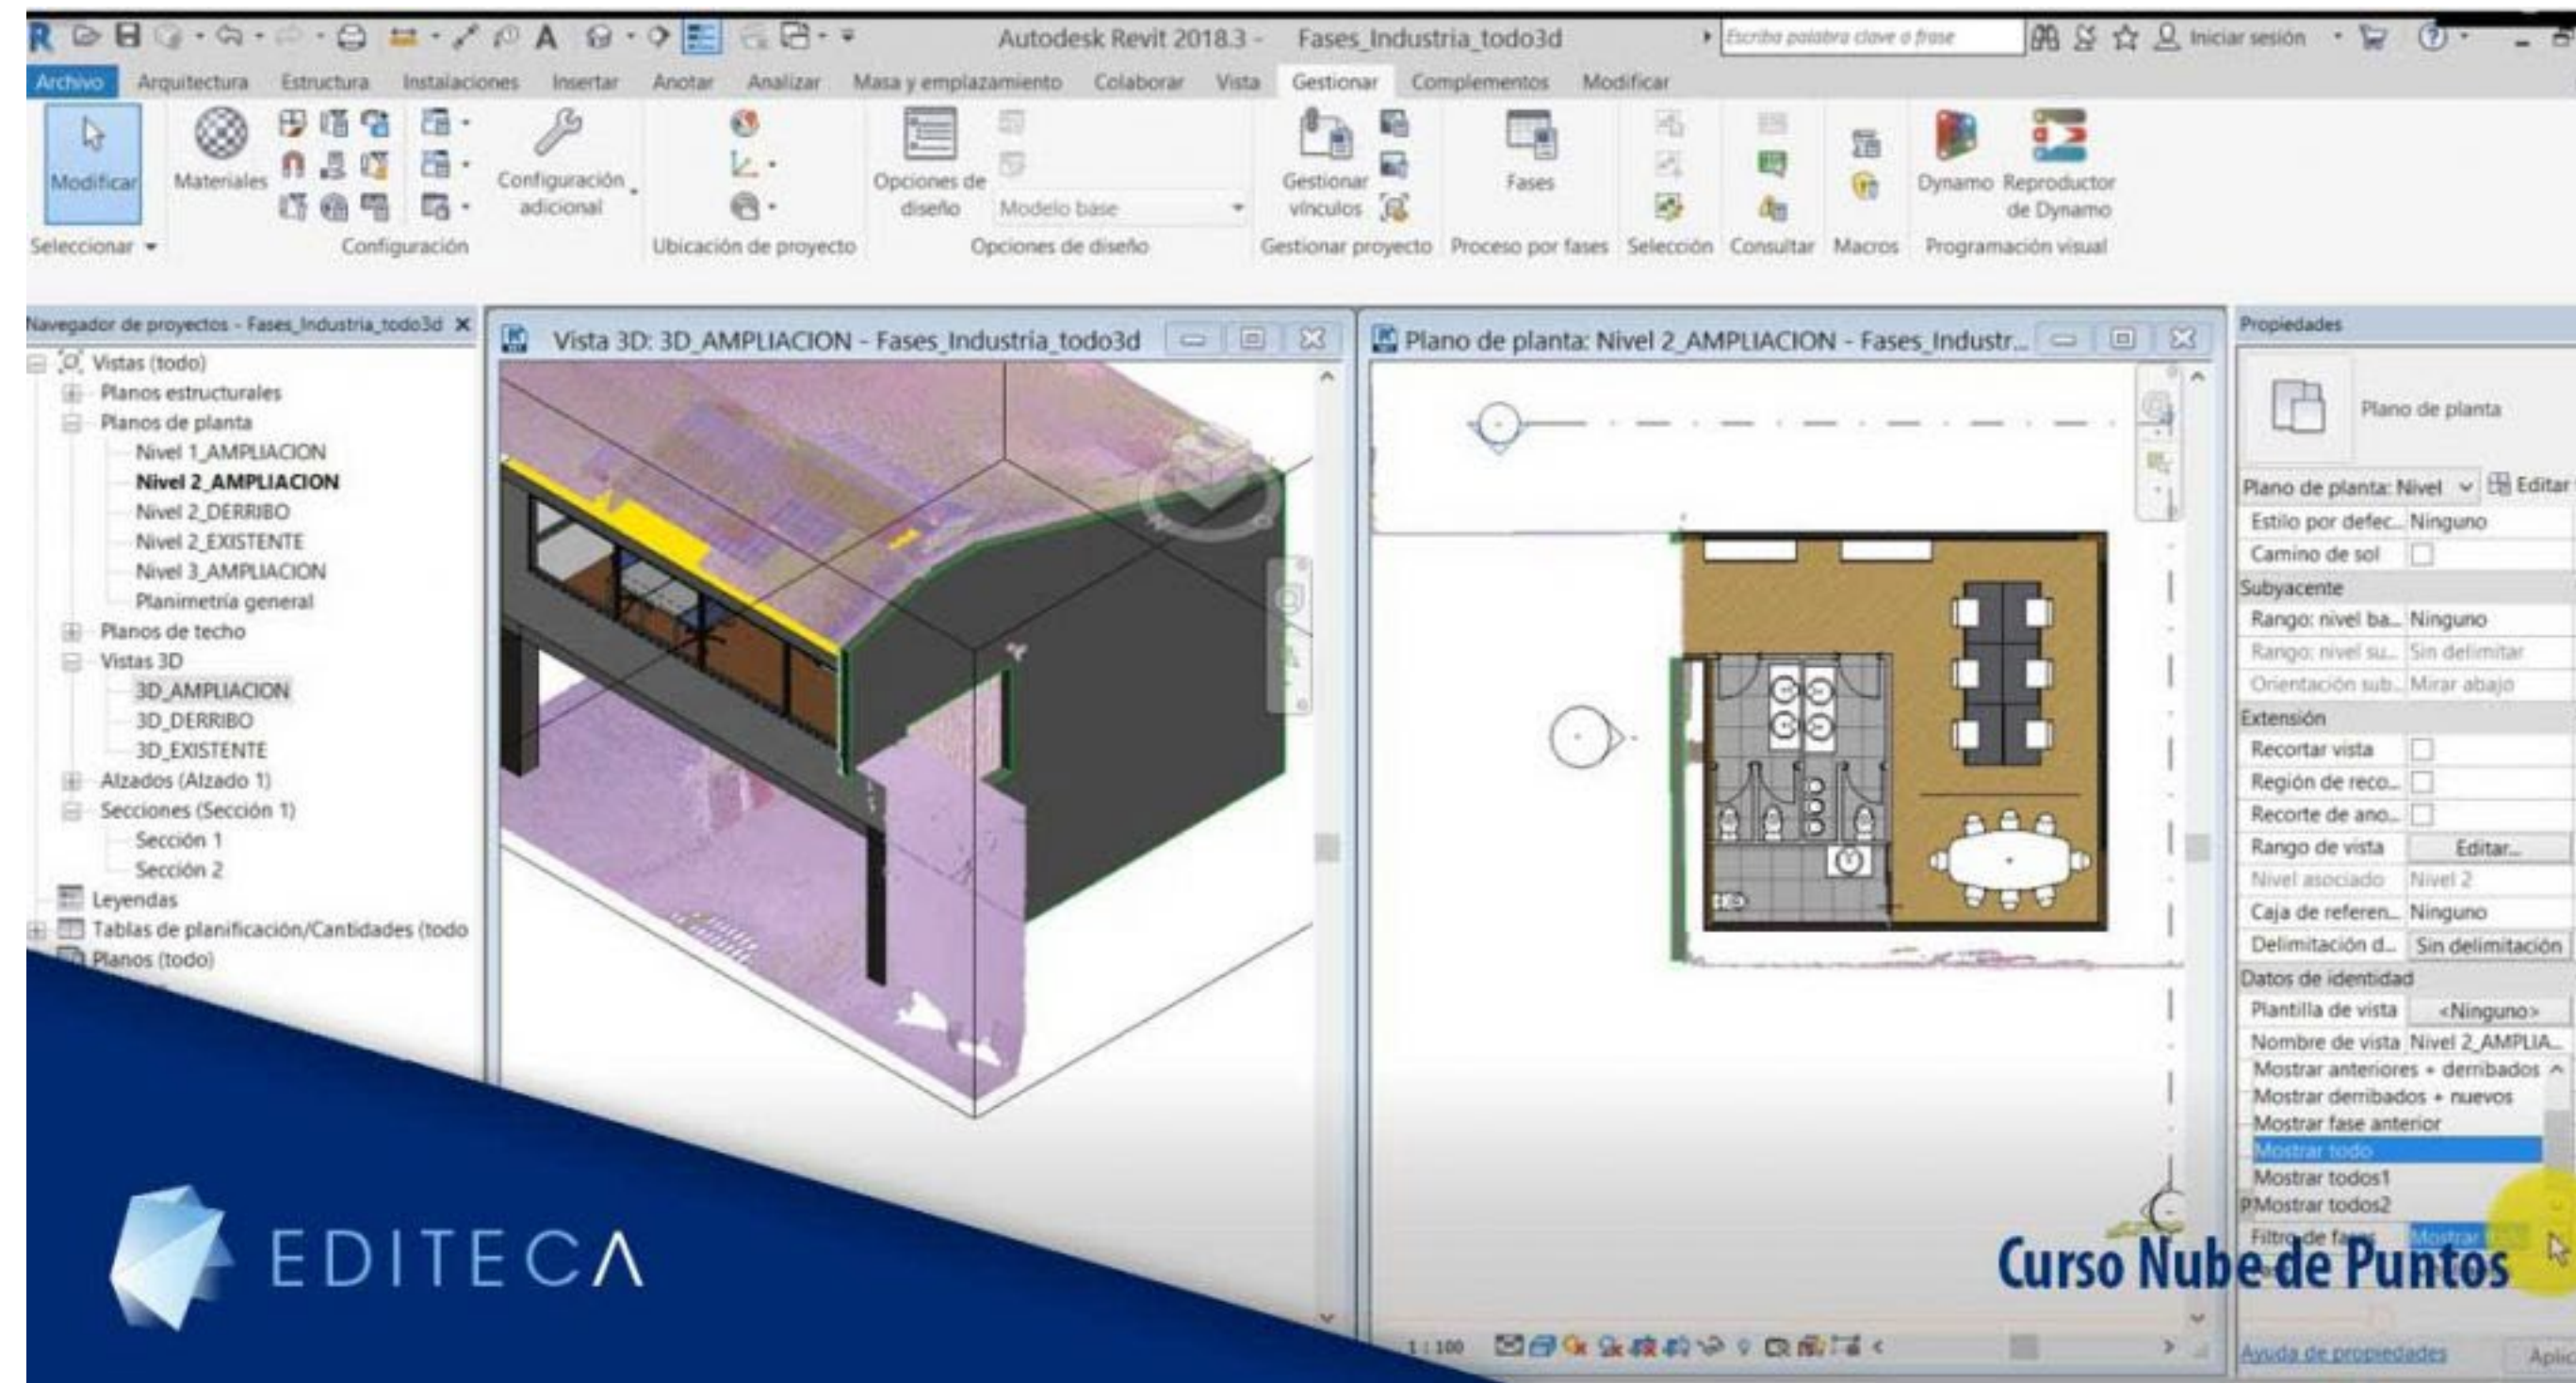 Autodesk Revit 2018.3 - Fases_Industria_todo3d
Escriba palabra clave o frase
Iniciar sesión
Archivo Arquitectura Estructura Instalaciones Insertar Anotar Analizar Masa y emplazamiento Colaborar Vista Gestionar Complementos Modificar
Modificar
Materiales
Configuración
adicional
Opciones de
diseño
Modelo base
Gestionar
vínculos
Fases
Dynamo
Reproductor
de Dynamo
Seleccionar
Configuración
Ubicación de proyecto
Opciones de diseño
Gestionar proyecto
Proceso por fases
Selección
Consultar
Macros
Programación visual
Navegador de proyectos - Fases_Industria_todo3d
Vistas (todo)
Planos estructurales
Planos de planta
Nivel 1_AMPLIACION
Nivel 2_AMPLIACION
Nivel 2_DERRIBO
Nivel 2_EXISTENTE
Nivel 3_AMPLIACION
Planimetría general
Planos de techo
Vistas 3D
3D_AMPLIACION
3D_DERRIBO
3D_EXISTENTE
Alzados (Alzado 1)
Secciones (Sección 1)
Sección 1
Sección 2
Leyendas
Tablas de planificación/Cantidades (todo
Planos (todo)
Vista 3D: 3D_AMPLIACION - Fases_Industria_todo3d
Plano de planta: Nivel 2_AMPLIACION - Fases_Industr...
1 : 100
Propiedades
Plano de planta
Plano de planta: Nivel Editar
Estilo por defec... Ninguno
Camino de sol
Subyacente
Rango: nivel ba... Ninguno
Rango: nivel su... Sin delimitar
Orientación sub... Mirar abajo
Extensión
Recortar vista
Región de reco...
Recorte de ano...
Rango de vista Editar...
Nivel asociado Nivel 2
Caja de referen... Ninguno
Delimitación d... Sin delimitación
Datos de identidad
Plantilla de vista <Ninguno>
Nombre de vista Nivel 2_AMPLIA...
Mostrar anteriores + derribados
Mostrar derribados + nuevos
Mostrar fase anterior
Mostrar todo
Mostrar todos1
Mostrar todos2
Filtro de fases Mostrar
Ayuda de propiedades Aplic
EDITECA
Curso Nube de Puntos